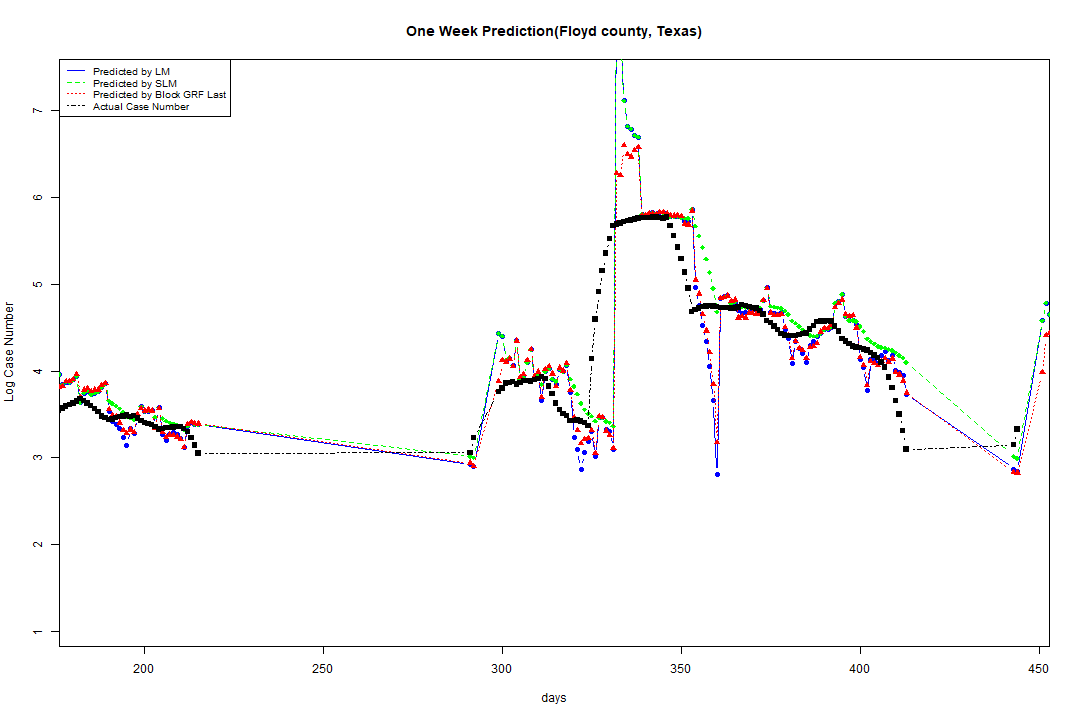 One Week Prediction(Floyd county, Texas)
Predicted by LM
Predicted by SLM
Predicted by Block GRF Last
Actual Case Number
Log Case Number
7
6
5
4
3
2
1
200 250 300 350 400 450
days